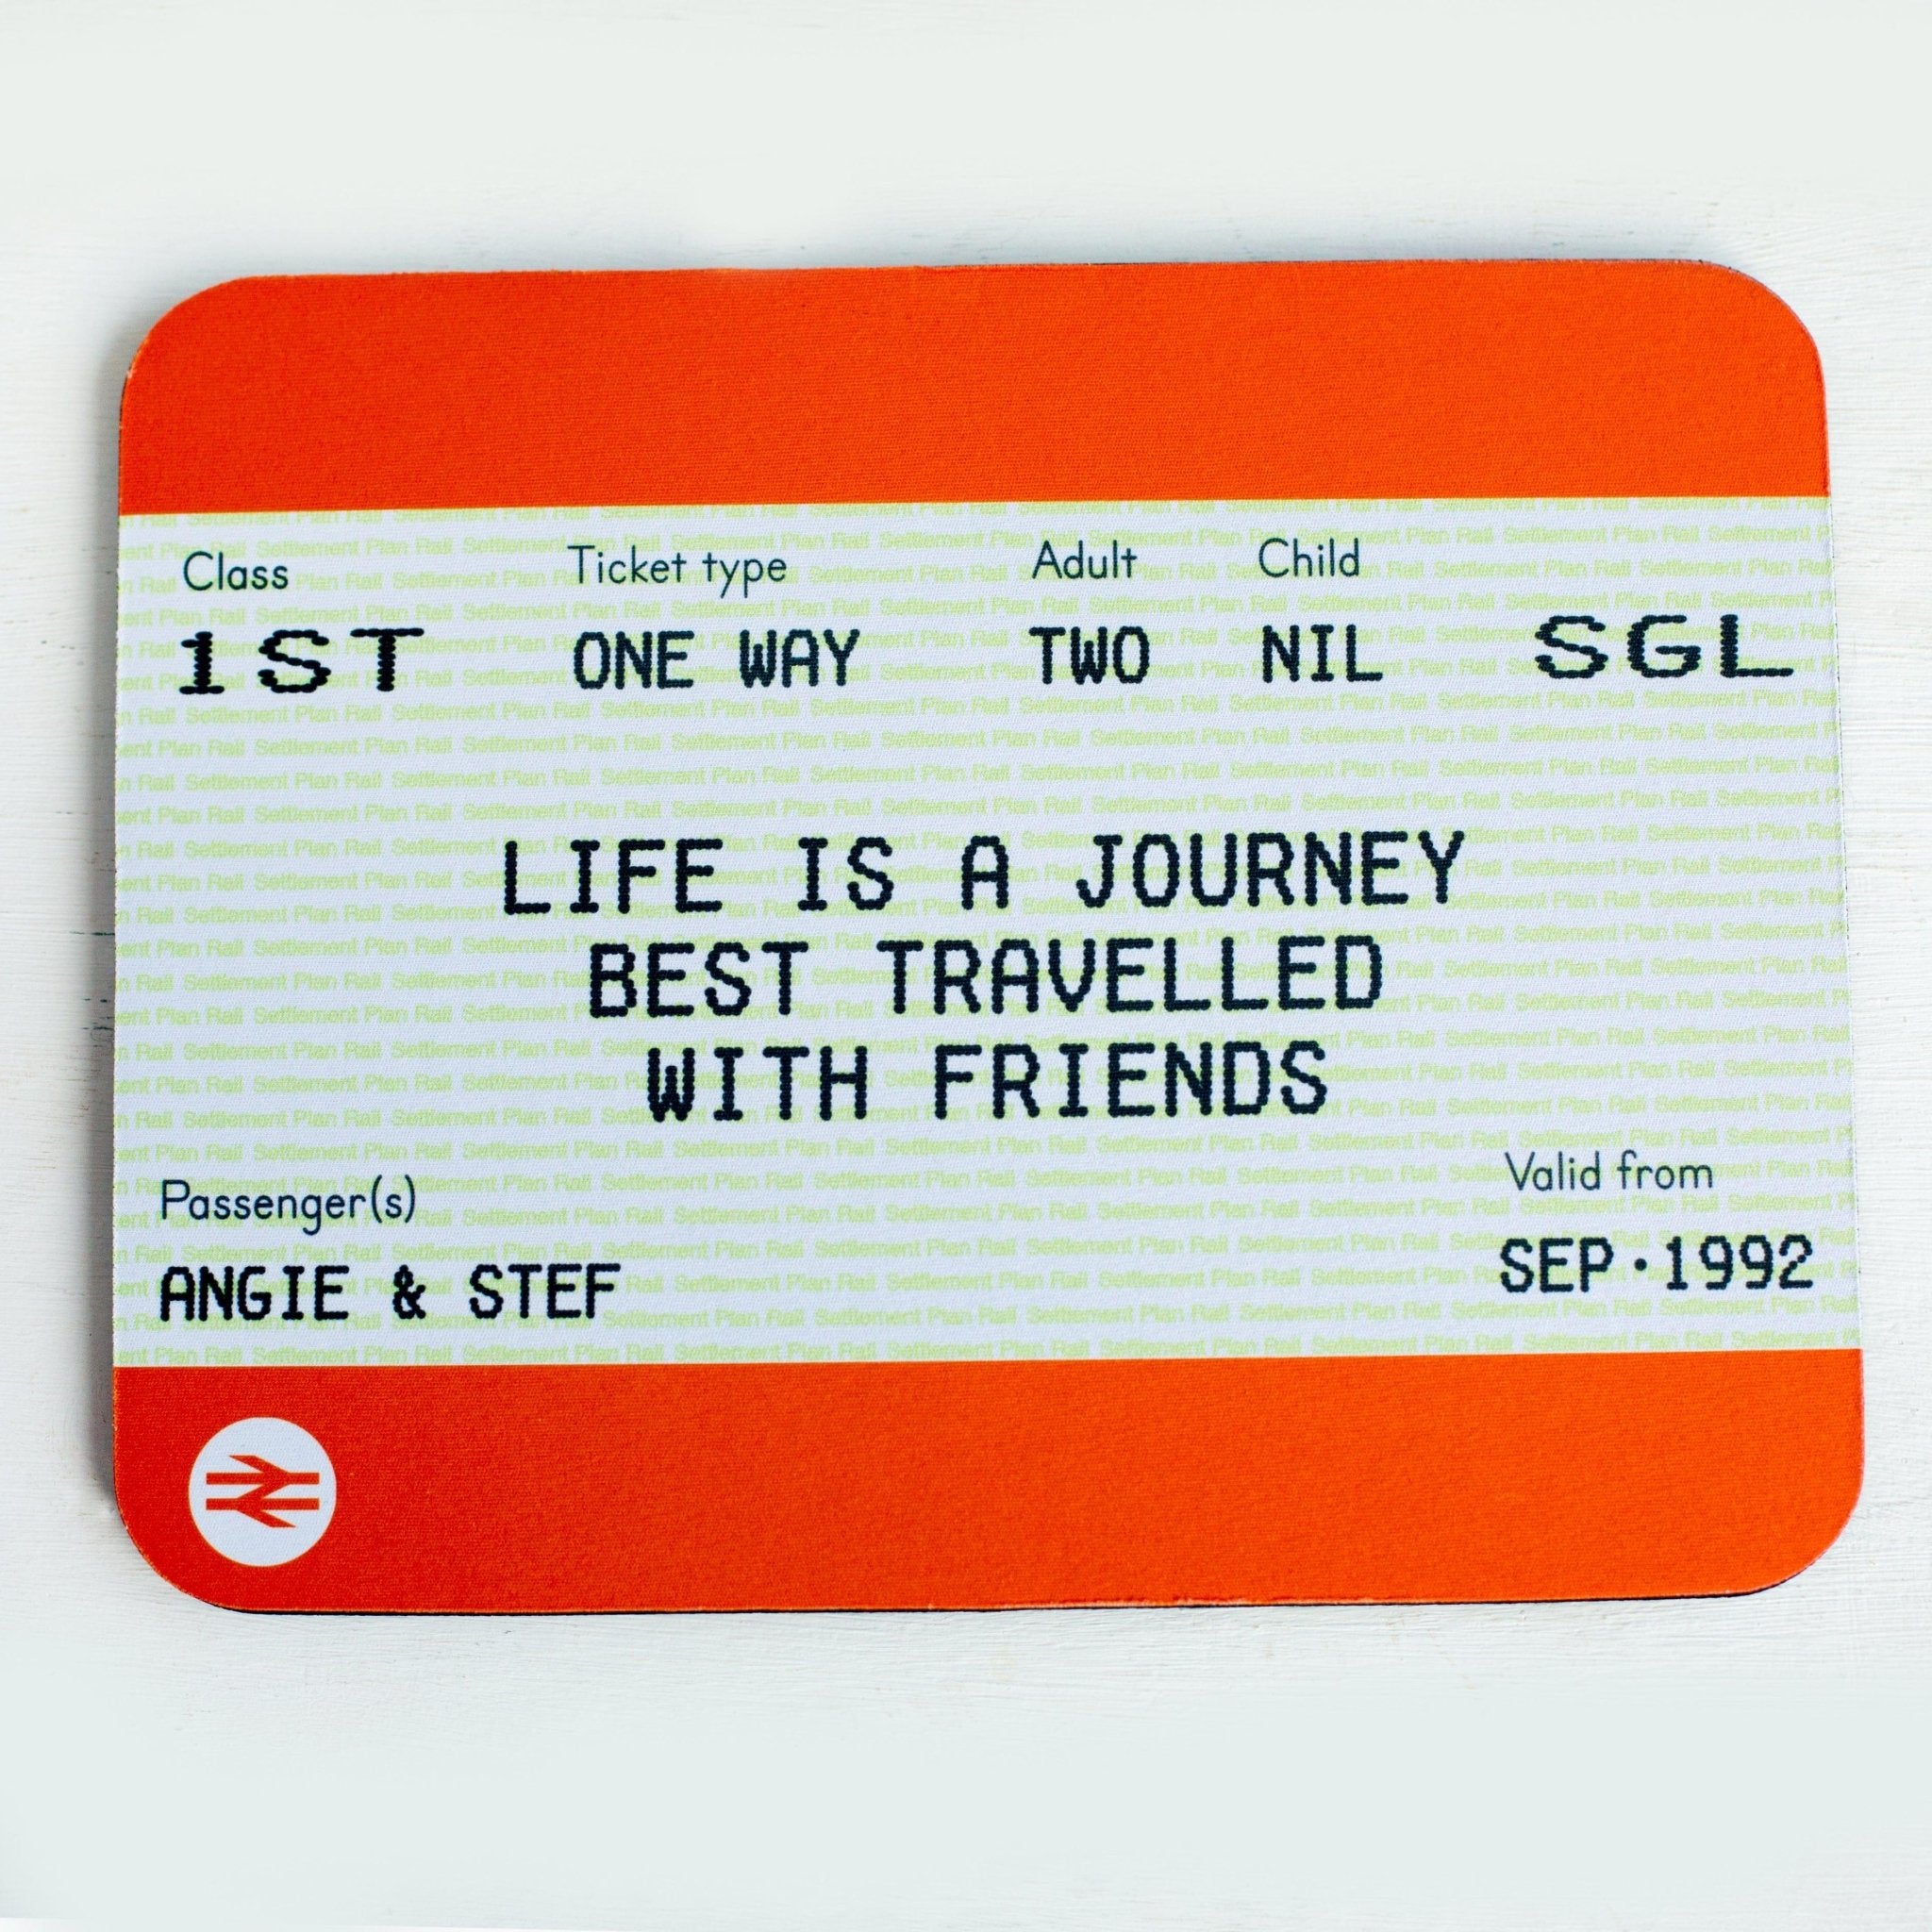 Class Ticket type Adult Child
1ST ONE WAY TWO NIL SGL
LIFE IS A JOURNEY
BEST TRAVELLED
WITH FRIENDS
Passenger(s) Valid from
ANGIE & STEF SEP·1992